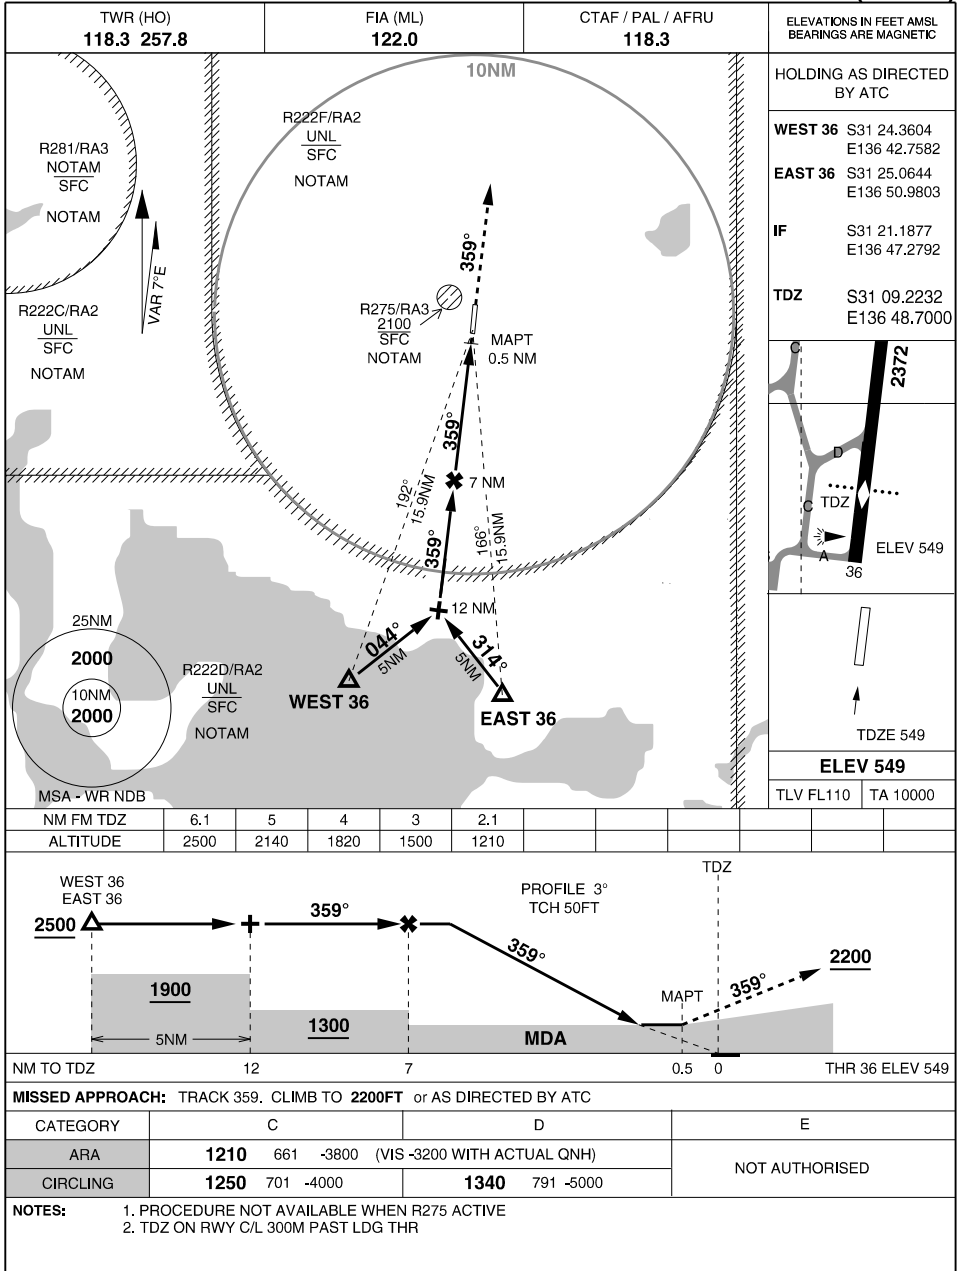 TWR (HO)
118.3 257.8
FIA (ML)
122.0
CTAF / PAL / AFRU
118.3
ELEVATIONS IN FEET AMSL
BEARINGS ARE MAGNETIC
10NM
R222F/RA2
UNL
SFC
NOTAM
R281/RA3
NOTAM
SFC
NOTAM
VAR 7°E
R222C/RA2
UNL
SFC
NOTAM
359°
R275/RA3
2100
SFC
NOTAM
MAPT
0.5 NM
359°
7 NM
192°
15.9NM
166°
15.9NM
359°
12 NM
044°
5NM
314°
5NM
WEST 36
EAST 36
25NM
2000
10NM
2000
MSA - WR NDB
R222D/RA2
UNL
SFC
NOTAM
HOLDING AS DIRECTED
BY ATC
WEST 36 S31 24.3604
E136 42.7582
EAST 36 S31 25.0644
E136 50.9803
IF S31 21.1877
E136 47.2792
TDZ S31 09.2232
E136 48.7000
C
2372
D
TDZ
C
A
ELEV 549
36
TDZE 549
ELEV 549
TLV FL110 TA 10000
NM FM TDZ 6.1 5 4 3 2.1
ALTITUDE 2500 2140 1820 1500 1210
WEST 36
EAST 36
2500
359°
PROFILE 3°
TCH 50FT
TDZ
359°
MAPT
359°
2200
1900
1300
MDA
5NM
NM TO TDZ 12 7 0.5 0 THR 36 ELEV 549
MISSED APPROACH: TRACK 359. CLIMB TO 2200FT or AS DIRECTED BY ATC
CATEGORY C D E
ARA 1210 661 -3800 (VIS -3200 WITH ACTUAL QNH)
NOT AUTHORISED
CIRCLING 1250 701 -4000 1340 791 -5000
NOTES: 1. PROCEDURE NOT AVAILABLE WHEN R275 ACTIVE
2. TDZ ON RWY C/L 300M PAST LDG THR